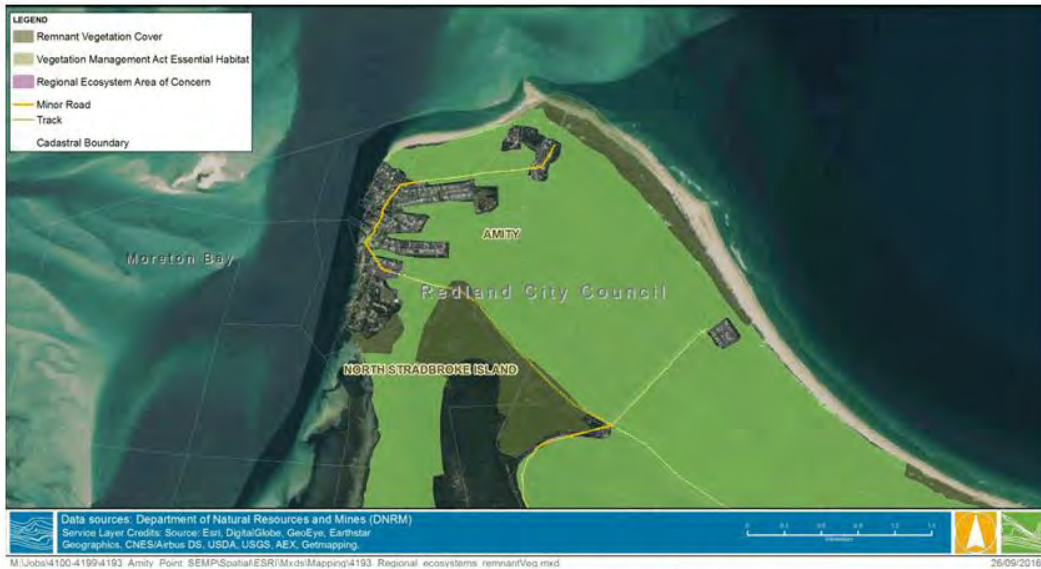 LEGEND
Remnant Vegetation Cover
Vegetation Management Act Essential Habitat
Regional Ecosystem Area of Concern
Minor Road
Track
Cadastral Boundary
AMITY
Moreton Bay
Redland City Council
NORTH STRADBROKE ISLAND
Data sources: Department of Natural Resources and Mines (DNRM)
Service Layer Credits: Source: Esri, DigitalGlobe, GeoEye, Earthstar
Geographics, CNES/Airbus DS, USDA, USGS, AEX, Getmapping,
M:\Jobs\4100-4199\4193_Amity_Point_SEMP\Spatial\ESRI\Mxds\Mapping\4193_Regional_ecosystems_remnantVeg.mxd
26/09/2016